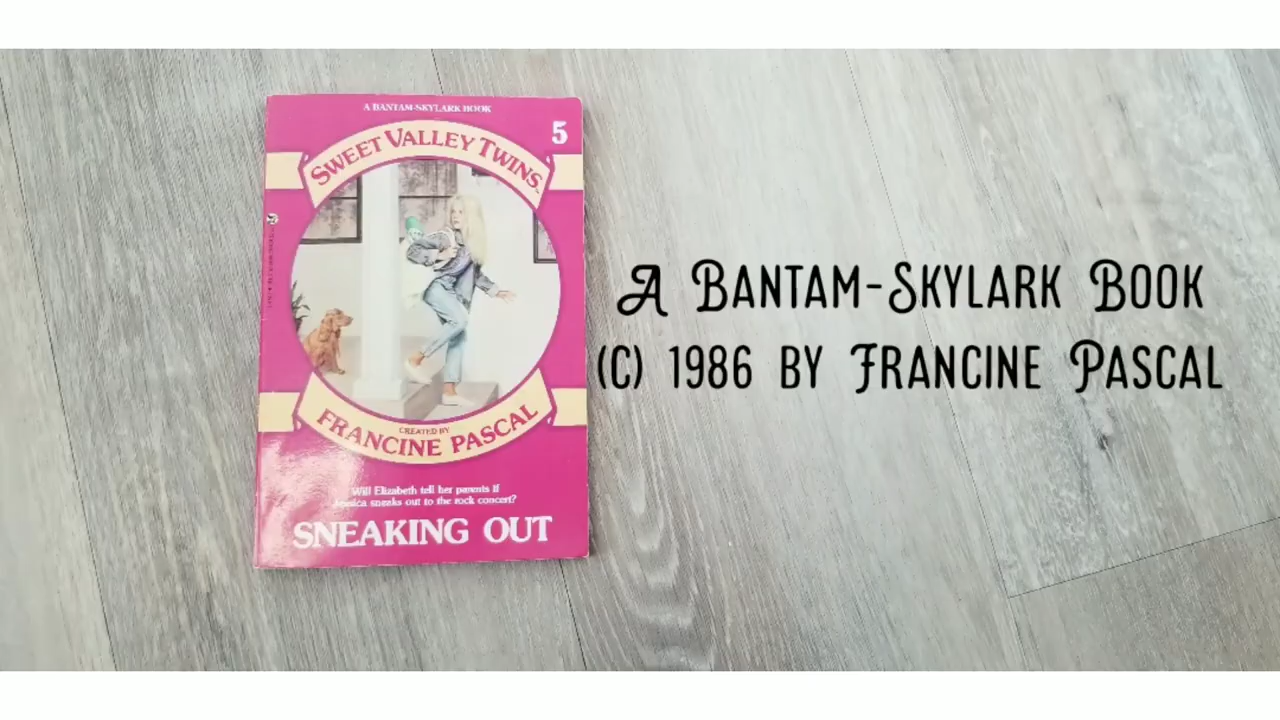 A BANTAM-SKYLARK BOOK
5
SWEET VALLEY TWINS
CREATED BY
FRANCINE PASCAL
Will Elizabeth tell her parents if
Jessica sneaks out to the rock concert?
SNEAKING OUT
A Bantam-Skylark Book
(C) 1986 by Francine Pascal